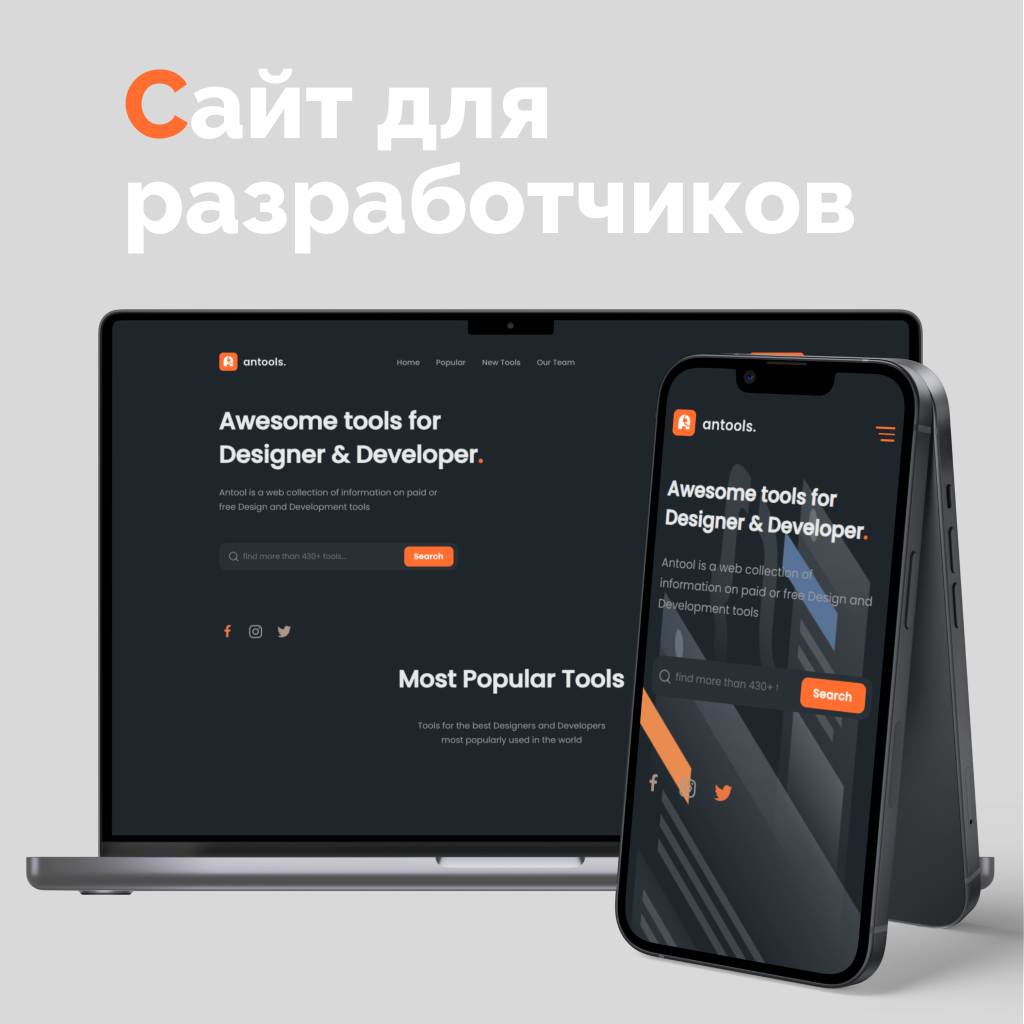 Сайт для
разработчиков
antools.
Home Popular New Tools Our Team
Awesome tools for
Designer & Developer.
Antool is a web collection of information on paid or
free Design and Development tools
find more than 430+ tools...
Search
Most Popular Tools
Tools for the best Designers and Developers
most popularly used in the world
antools.
Awesome tools for
Designer & Developer.
Antool is a web collection of
information on paid or free Design and
Development tools
find more than 430+ t
Search